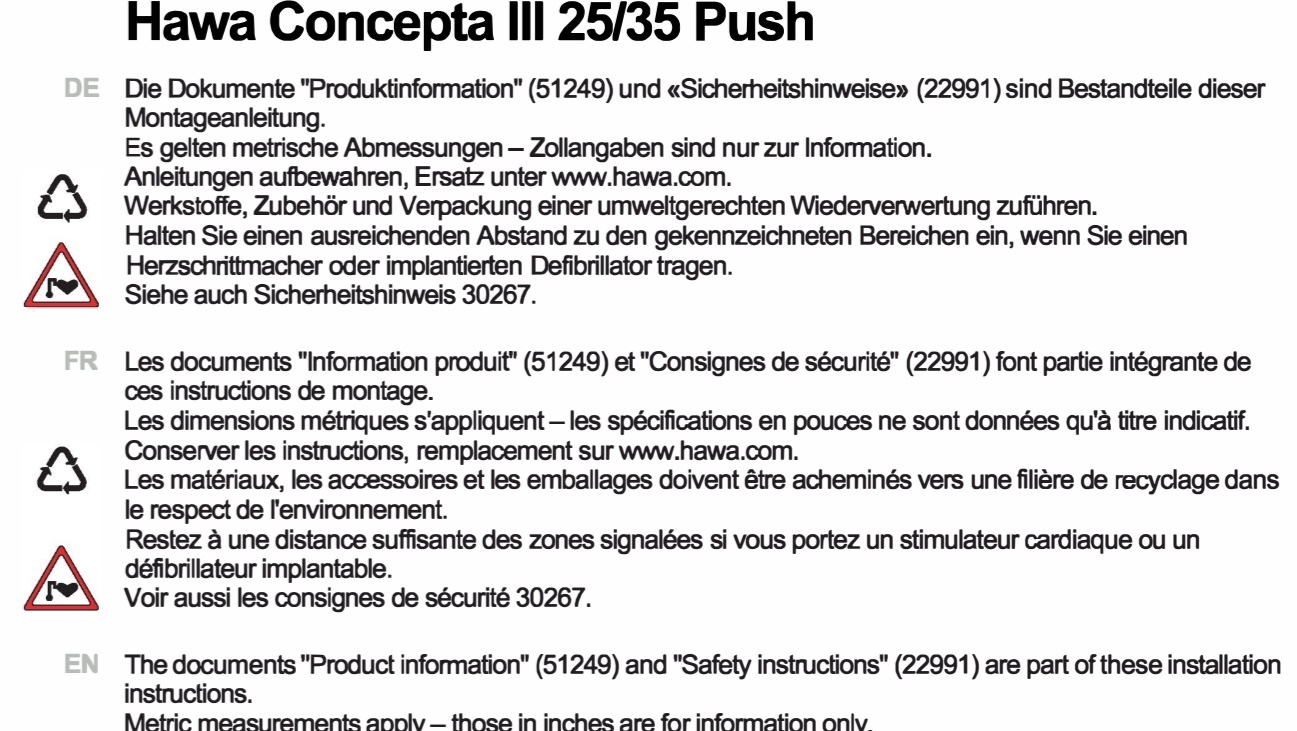 Hawa Concepta III 25/35 Push
DE Die Dokumente "Produktinformation" (51249) und «Sicherheitshinweise» (22991) sind Bestandteile dieser
Montageanleitung.
Es gelten metrische Abmessungen – Zollangaben sind nur zur Information.
Anleitungen aufbewahren, Ersatz unter www.hawa.com.
Werkstoffe, Zubehör und Verpackung einer umweltgerechten Wiederverwertung zuführen.
Halten Sie einen ausreichenden Abstand zu den gekennzeichneten Bereichen ein, wenn Sie einen
Herzschrittmacher oder implantierten Defibrillator tragen.
Siehe auch Sicherheitshinweis 30267.
FR Les documents "Information produit" (51249) et "Consignes de sécurité" (22991) font partie intégrante de
ces instructions de montage.
Les dimensions métriques s'appliquent – les spécifications en pouces ne sont données qu'à titre indicatif.
Conserver les instructions, remplacement sur www.hawa.com.
Les matériaux, les accessoires et les emballages doivent être acheminés vers une filière de recyclage dans
le respect de l'environnement.
Restez à une distance suffisante des zones signalées si vous portez un stimulateur cardiaque ou un
défibrillateur implantable.
Voir aussi les consignes de sécurité 30267.
EN The documents "Product information" (51249) and "Safety instructions" (22991) are part of these installation
instructions.
Metric measurements apply – those in inches are for information only.